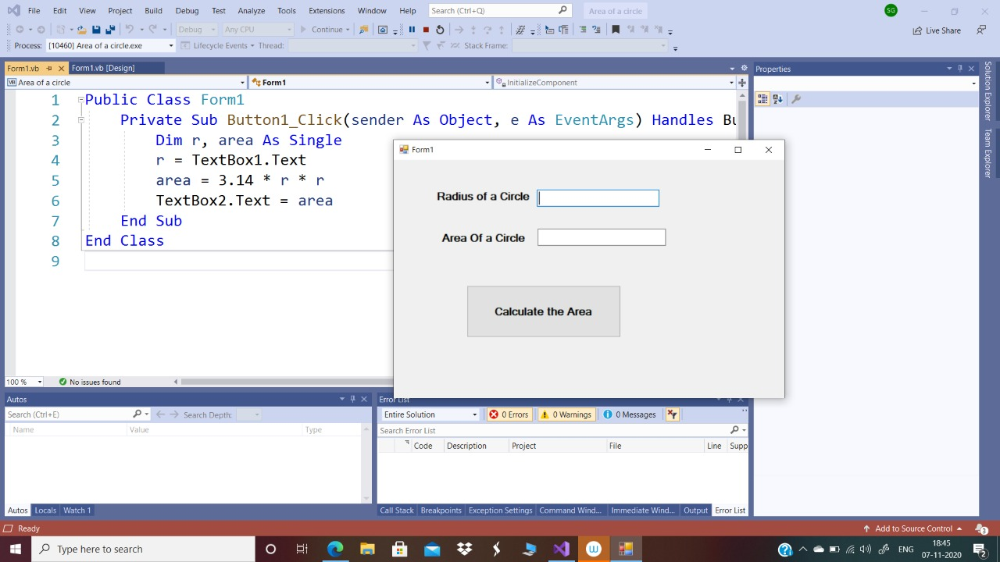 File Edit View Project Build Debug Test Analyze Tools Extensions Window Help Search (Ctrl+Q) Area of a circle SG
Debug Any CPU Continue Live Share
Process: [10460] Area of a circle.exe Lifecycle Events Thread: Stack Frame:
Form1.vb Form1.vb [Design]
Area of a circle Form1 InitializeComponent
1 Public Class Form1
2 Private Sub Button1_Click(sender As Object, e As EventArgs) Handles Bu
3 Dim r, area As Single
4 r = TextBox1.Text
5 area = 3.14 * r * r
6 TextBox2.Text = area
7 End Sub
8 End Class
9
100 % No issues found
Form1
Radius of a Circle
Area Of a Circle
Calculate the Area
Properties
Solution Explorer
Team Explorer
Autos
Search (Ctrl+E) Search Depth:
Name Value Type
Autos Locals Watch 1
Error List
Entire Solution 0 Errors 0 Warnings 0 Messages
Search Error List
Code Description Project File Line Supp
Call Stack Breakpoints Exception Settings Command Wind... Immediate Wind... Output Error List
Ready Add to Source Control 3
Type here to search ENG 18:45
07-11-2020 2